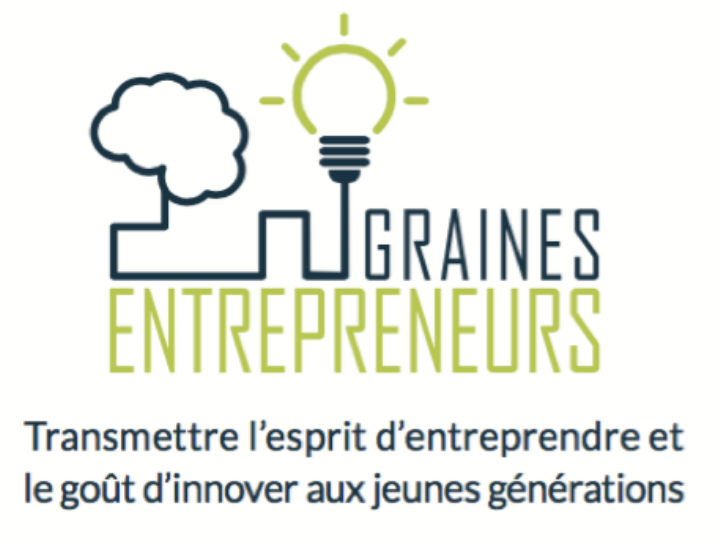 GRAINES
ENTREPRENEURS
Transmettre l'esprit d'entreprendre et
le goût d'innover aux jeunes générations